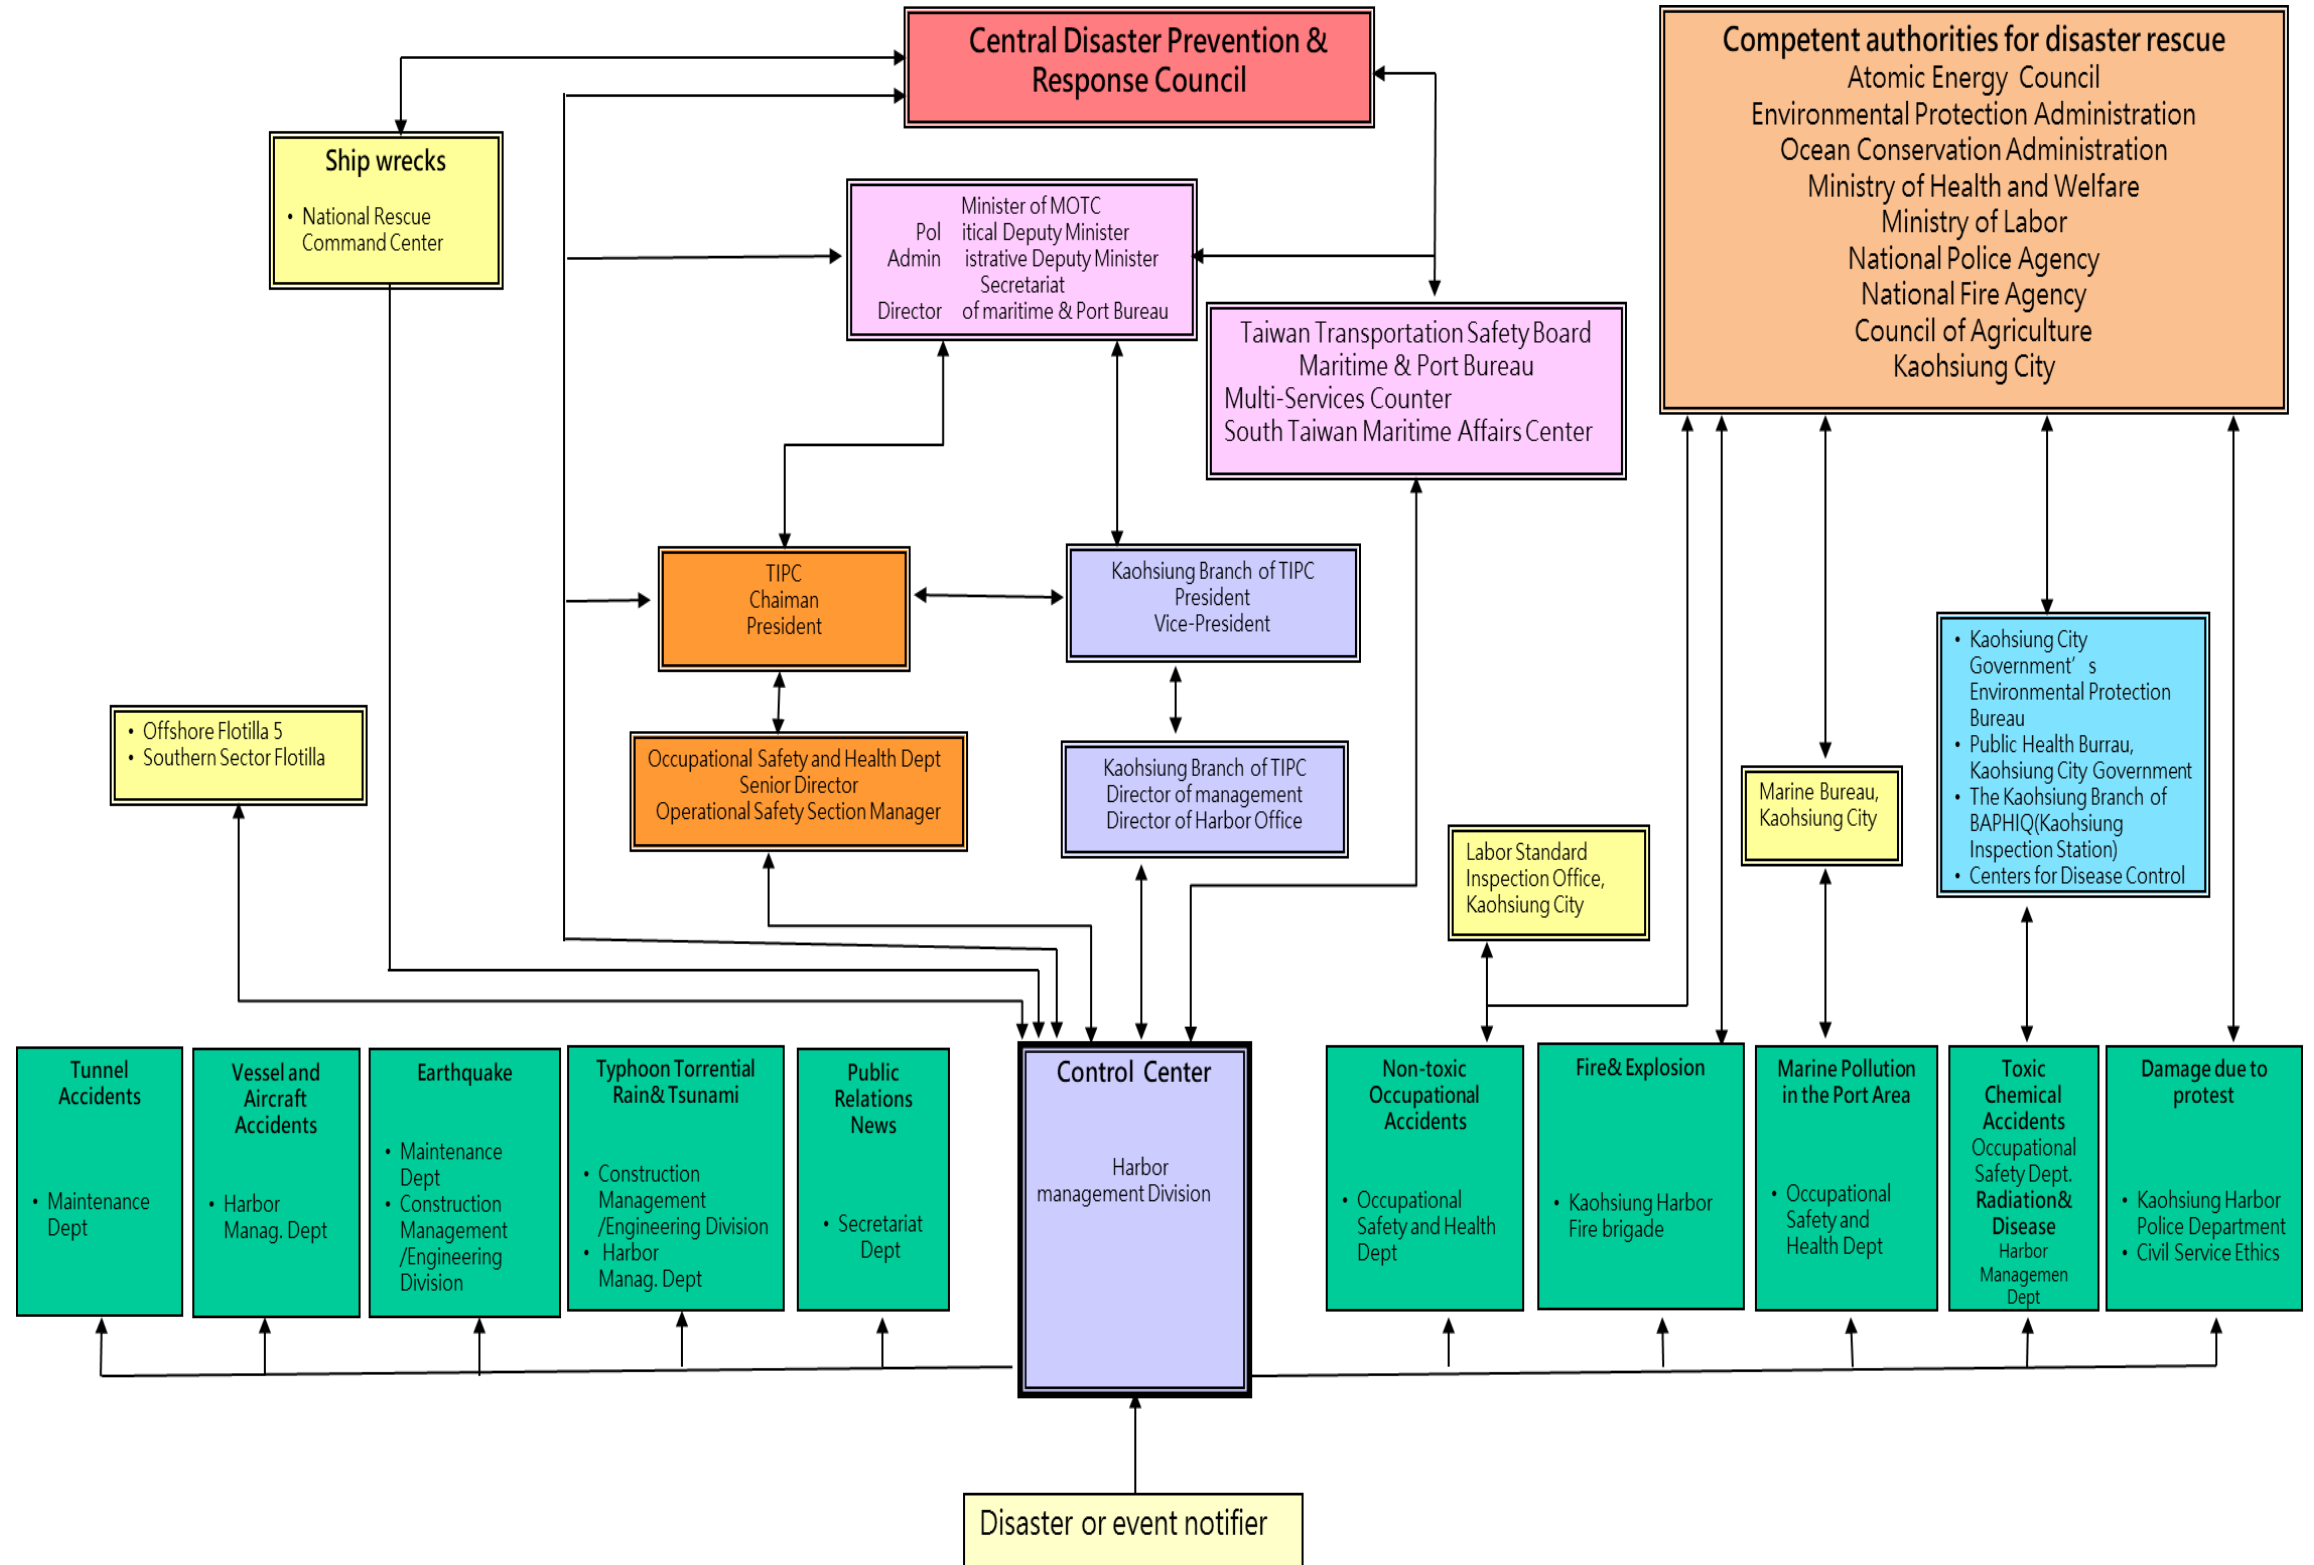 Central Disaster Prevention &
Response Council
Competent authorities for disaster rescue
Atomic Energy Council
Environmental Protection Administration
Ocean Conservation Administration
Ministry of Health and Welfare
Ministry of Labor
National Police Agency
National Fire Agency
Council of Agriculture
Kaohsiung City
Ship wrecks
• National Rescue
Command Center
Minister of MOTC
Pol itical Deputy Minister
Admin istrative Deputy Minister
Secretariat
Director of maritime & Port Bureau
Taiwan Transportation Safety Board
Maritime & Port Bureau
Multi-Services Counter
South Taiwan Maritime Affairs Center
TIPC
Chaiman
President
Kaohsiung Branch of TIPC
President
Vice-President
• Offshore Flotilla 5
• Southern Sector Flotilla
Occupational Safety and Health Dept
Senior Director
Operational Safety Section Manager
Kaohsiung Branch of TIPC
Director of management
Director of Harbor Office
Labor Standard
Inspection Office,
Kaohsiung City
Marine Bureau,
Kaohsiung City
• Kaohsiung City
Government’ s
Environmental Protection
Bureau
• Public Health Burrau,
Kaohsiung City Government
• The Kaohsiung Branch of
BAPHIQ(Kaohsiung
Inspection Station)
• Centers for Disease Control
Tunnel
Accidents
• Maintenance
Dept
Vessel and
Aircraft
Accidents
• Harbor
Manag. Dept
Earthquake
• Maintenance
Dept
• Construction
Management
/Engineering
Division
Typhoon Torrential
Rain& Tsunami
• Construction
Management
/Engineering Division
• Harbor
Manag. Dept
Public
Relations
News
• Secretariat
Dept
Control Center
Harbor
management Division
Non-toxic
Occupational
Accidents
• Occupational
Safety and Health
Dept
Fire& Explosion
• Kaohsiung Harbor
Fire brigade
Marine Pollution
in the Port Area
• Occupational
Safety and
Health Dept
Toxic
Chemical
Accidents
Occupational
Safety Dept.
Radiation&
Disease
Harbor
Managemen
Dept
Damage due to
protest
• Kaohsiung Harbor
Police Department
• Civil Service Ethics
Disaster or event notifier